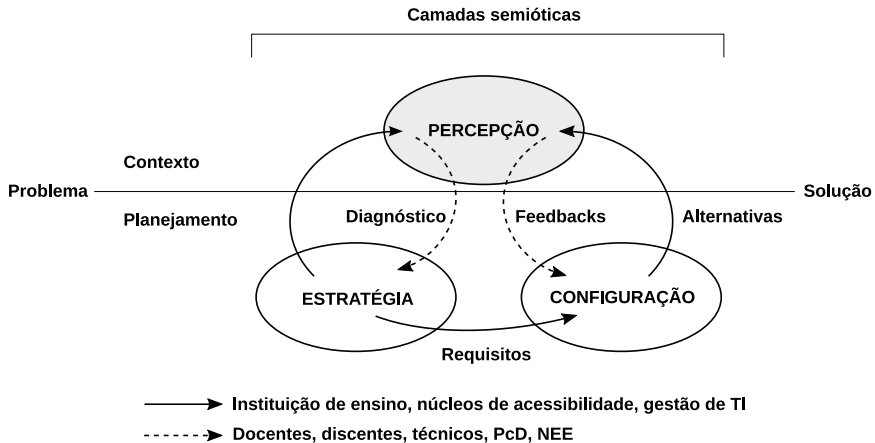 Camadas semióticas
PERCEPÇÃO
Contexto
Problema
Solução
Planejamento
Diagnóstico
Feedbacks
Alternativas
ESTRATÉGIA
CONFIGURAÇÃO
Requisitos
Instituição de ensino, núcleos de acessibilidade, gestão de TI
Docentes, discentes, técnicos, PcD, NEE